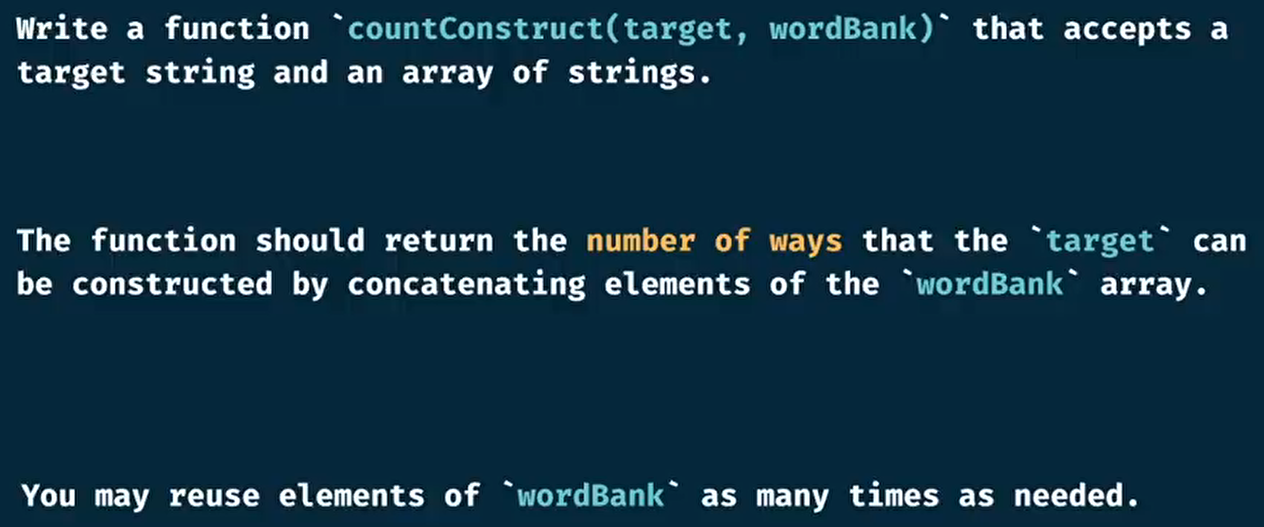 Write a function `countConstruct(target, wordBank)` that accepts a
target string and an array of strings.
The function should return the number of ways that the `target` can
be constructed by concatenating elements of the `wordBank` array.
You may reuse elements of `wordBank` as many times as needed.